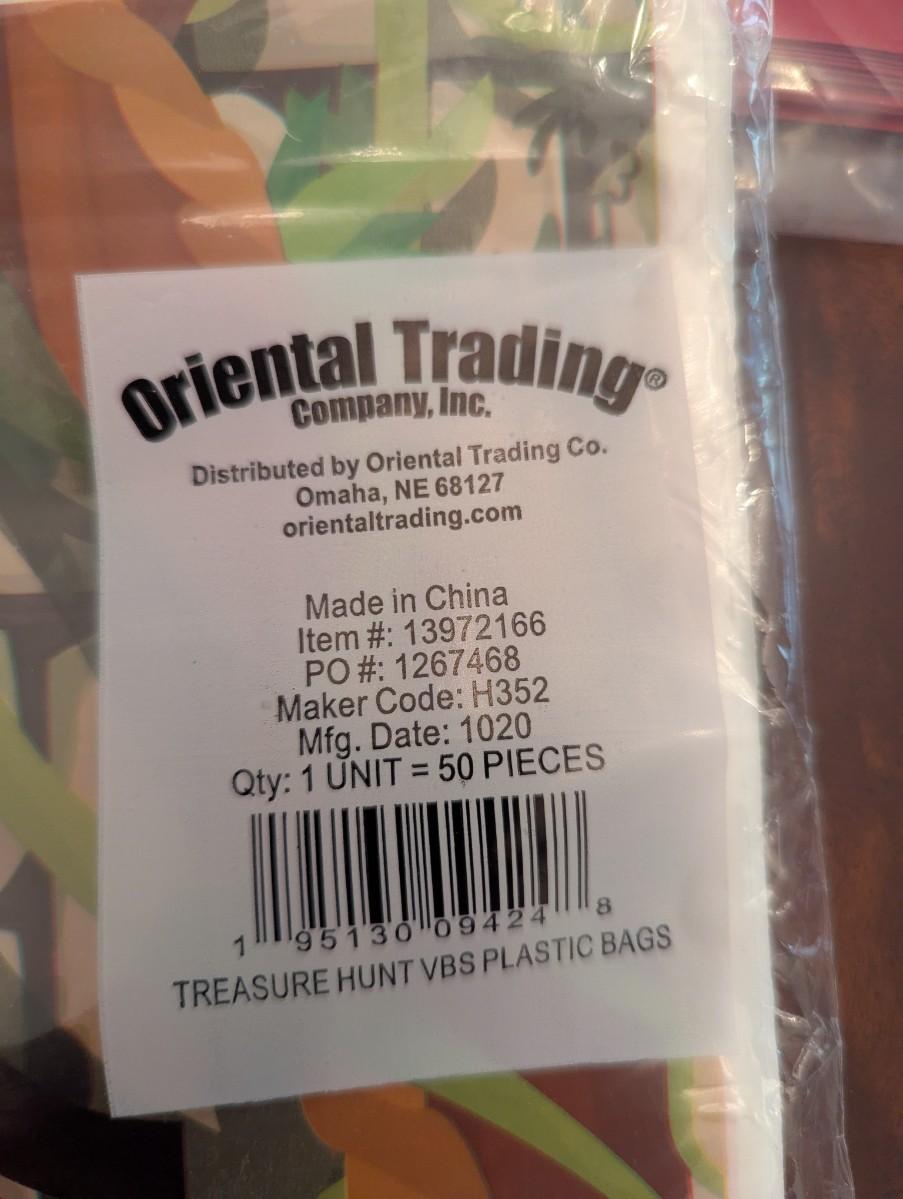 Oriental Trading®
Company, Inc.
Distributed by Oriental Trading Co.
Omaha, NE 68127
orientaltrading.com
Made in China
Item #: 13972166
PO #: 1267468
Maker Code: H352
Mfg. Date: 1020
Qty: 1 UNIT = 50 PIECES
1 95130 09424 8
TREASURE HUNT VBS PLASTIC BAGS